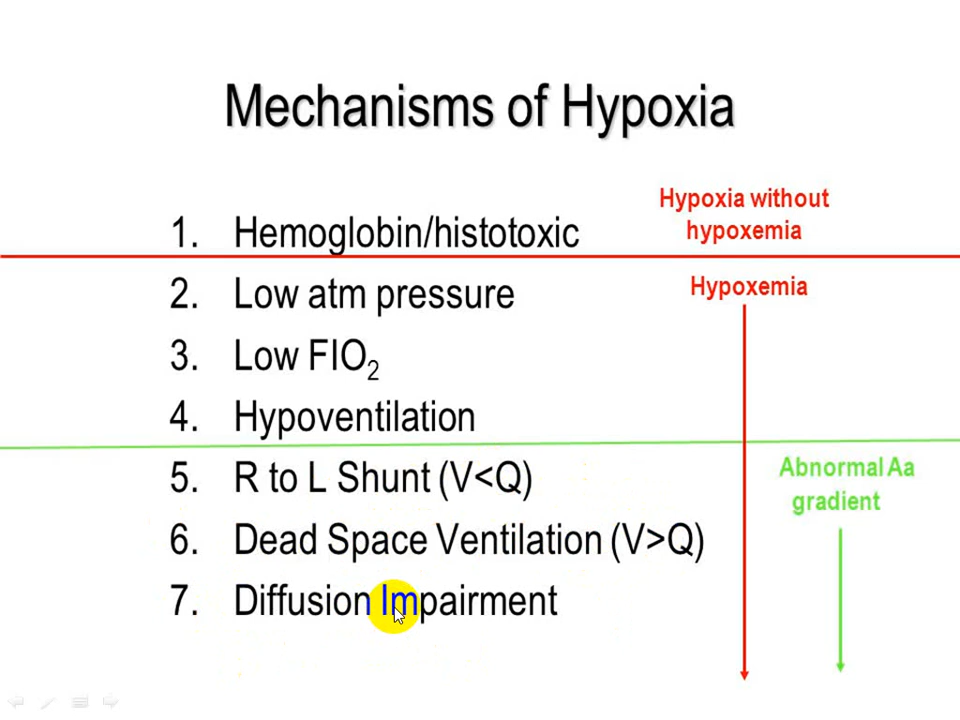 Mechanisms of Hypoxia
Hypoxia without
hypoxemia
1. Hemoglobin/histotoxic
2. Low atm pressure
Hypoxemia
3. Low FIO₂
4. Hypoventilation
Abnormal Aa
gradient
5. R to L Shunt (V<Q)
6. Dead Space Ventilation (V>Q)
7. Diffusion Impairment